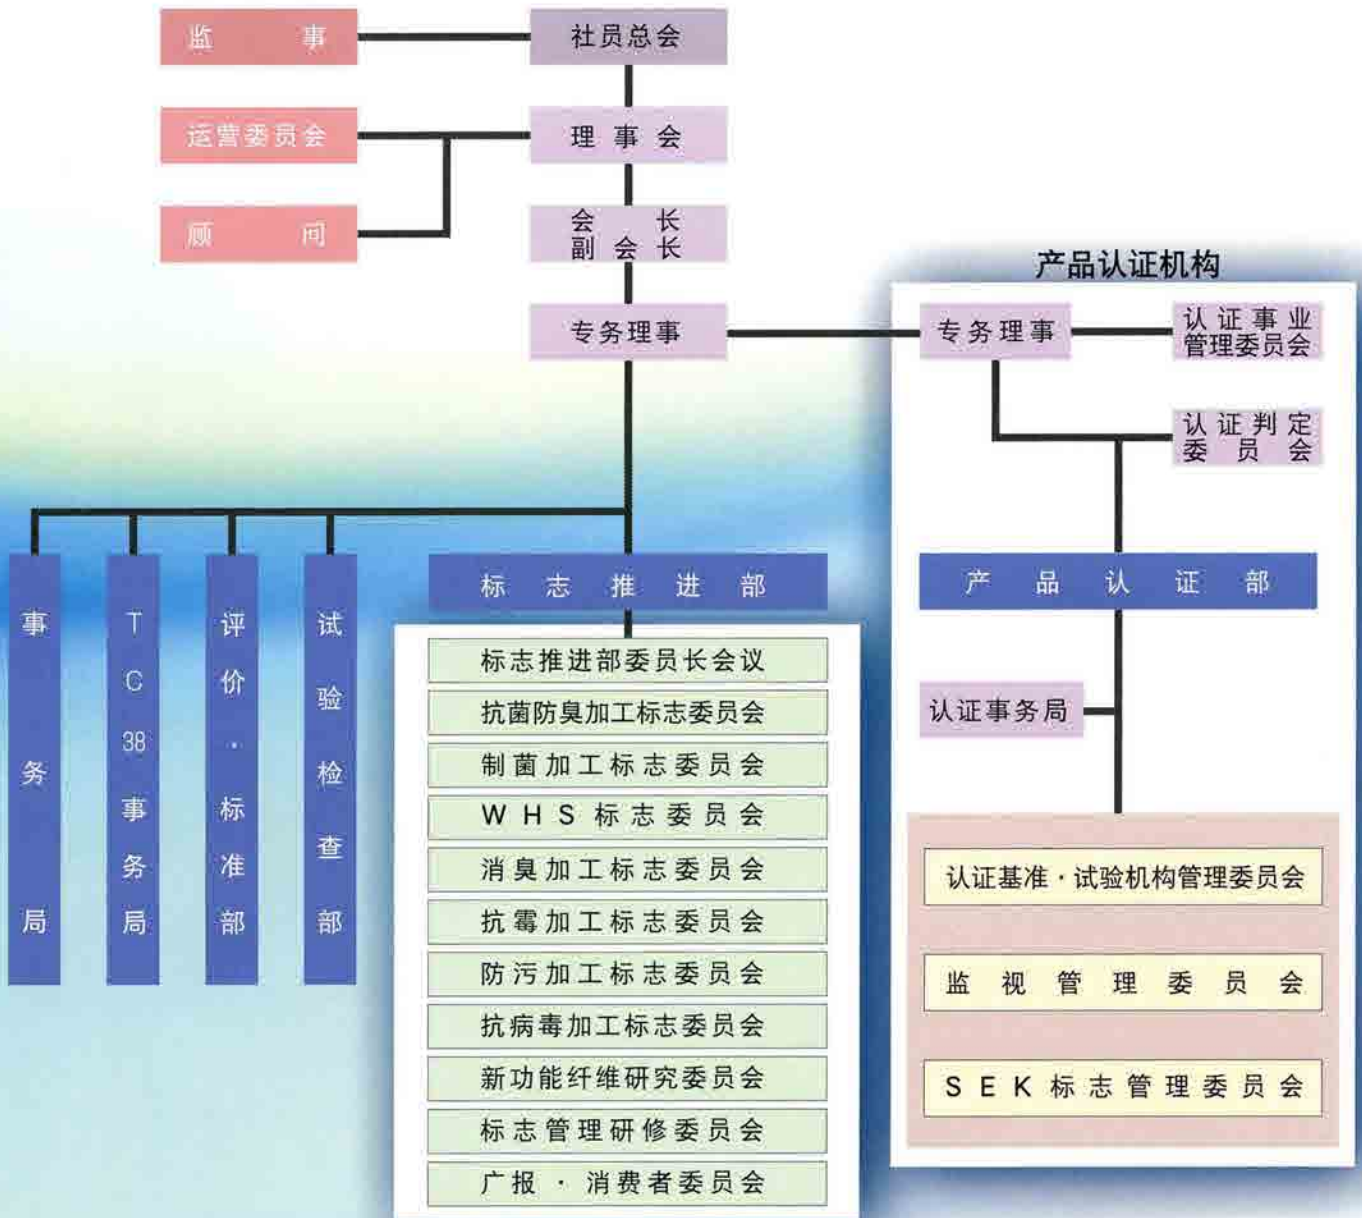 监事
社员总会
运营委员会
理事会
顾问
会长
副会长
产品认证机构
专务理事
专务理事
认证事业
管理委员会
认证判定
委员会
事务局
TC38事务局
评价·标准部
试验检查部
标志推进部
标志推进部委员长会议
抗菌防臭加工标志委员会
制菌加工标志委员会
WHS标志委员会
消臭加工标志委员会
抗霉加工标志委员会
防污加工标志委员会
抗病毒加工标志委员会
新功能纤维研究委员会
标志管理研修委员会
广报·消费者委员会
产品认证部
认证事务局
认证基准·试验机构管理委员会
监视管理委员会
SEK标志管理委员会